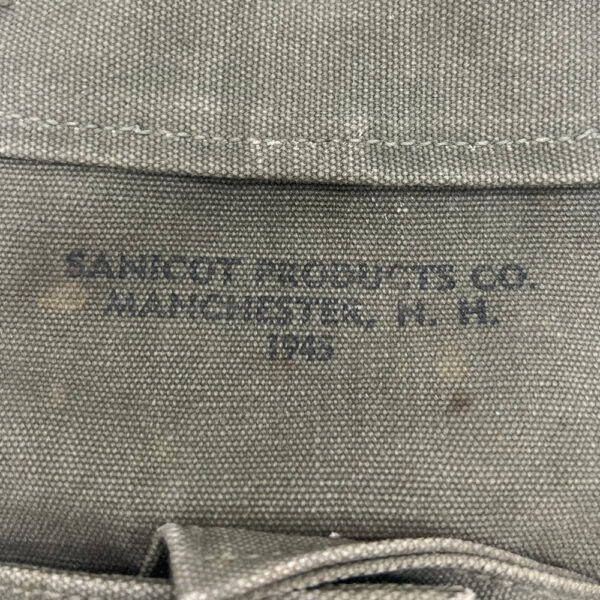 SANICOT PRODUCTS CO.
MANCHESTER, N. H.
1945